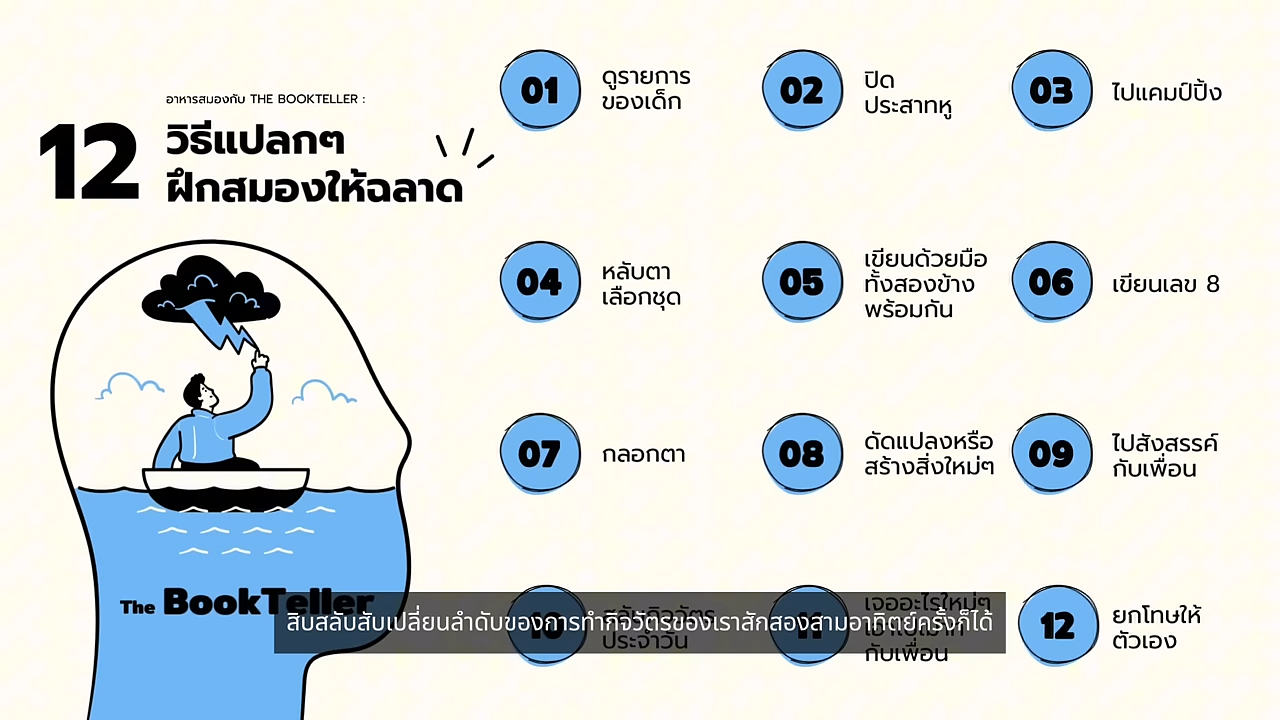 อาหารสมองกับ THE BOOKTELLER :
12
วิธีแปลกๆ
ฝึกสมองให้ฉลาด
01
ดูรายการ
ของเด็ก
02
ปิด
ประสาทหู
03
ไปแคมป์ปิ้ง
04
หลับตา
เลือกชุด
05
เขียนด้วยมือ
ทั้งสองข้าง
พร้อมกัน
06
เขียนเลข 8
07
กลอกตา
08
ดัดแปลงหรือ
สร้างสิ่งใหม่ๆ
09
ไปสังสรรค์
กับเพื่อน
10
ประจำวัน
11
เจออะไรใหม่ๆ
กับเพื่อน
12
ยกโทษให้
ตัวเอง
The BookTeller
สิบสลับสับเปลี่ยนลำดับของการทำกิจวัตรของเราสักสองสามอาทิตย์ครั้งก็ได้